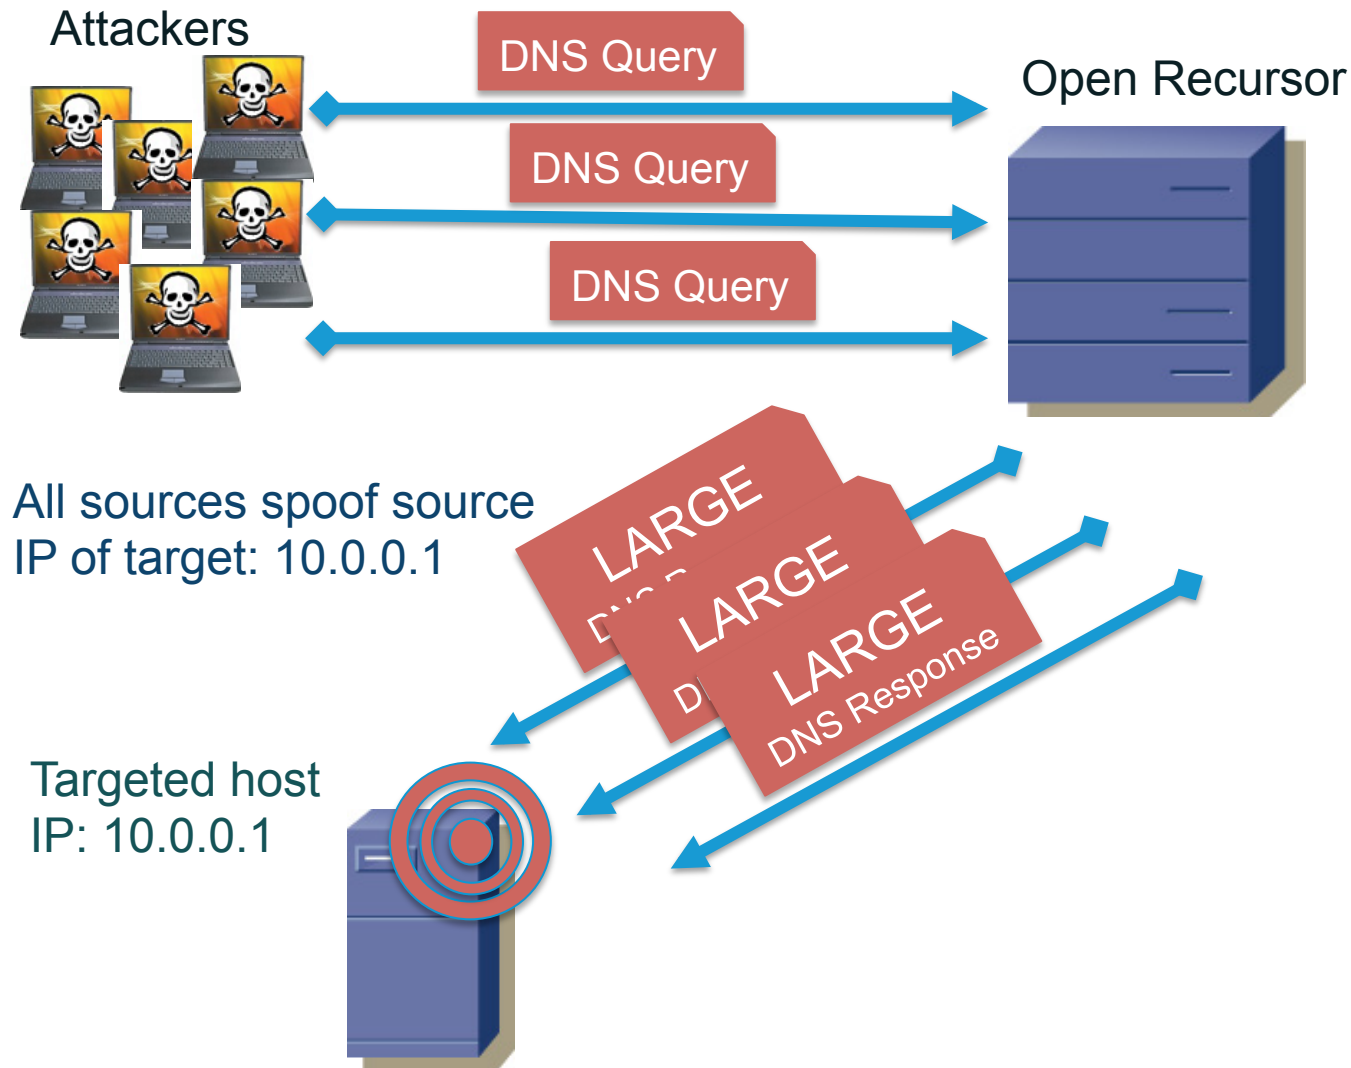 Attackers
DNS Query
Open Recursor
DNS Query
DNS Query
All sources spoof source
IP of target: 10.0.0.1
LARGE
LARGE
LARGE
DNS Response
Targeted host
IP: 10.0.0.1